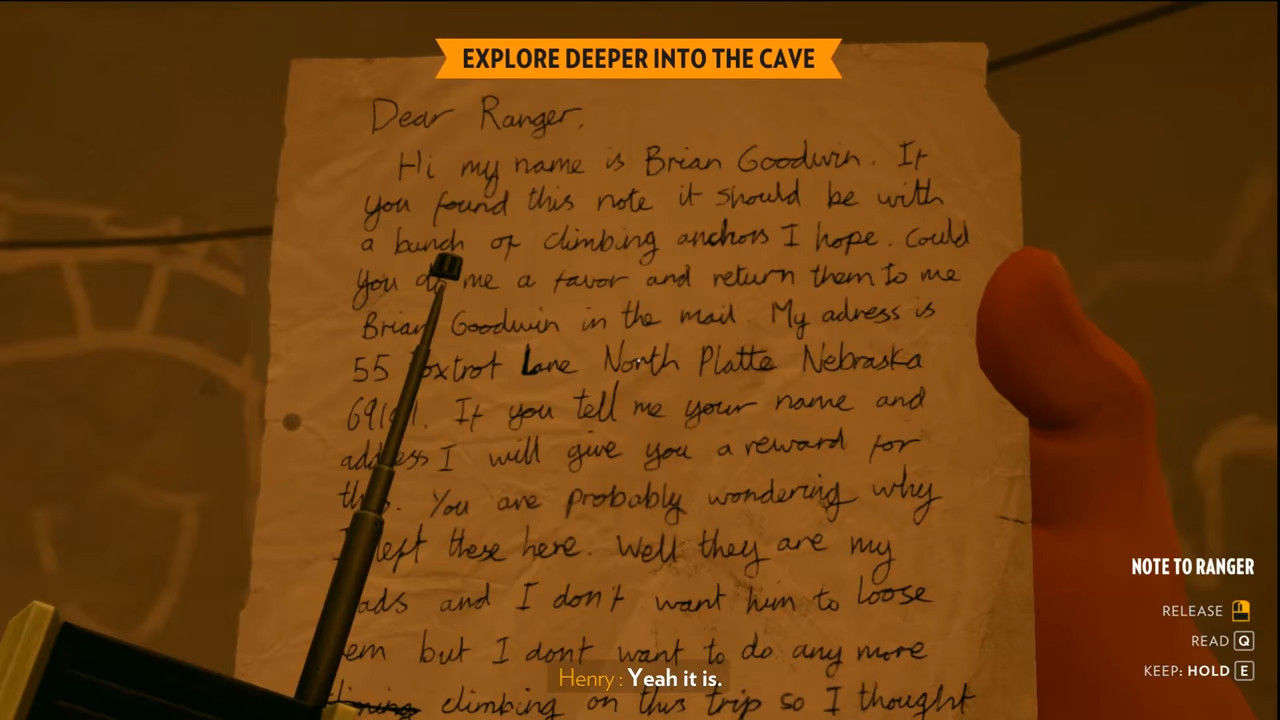 EXPLORE DEEPER INTO THE CAVE
Dear Ranger,
Hi my name is Brian Goodwin. If
you found this note it should be with
a bunch of climbing anchors I hope. Could
you do me a favor and return them to me
Brian Goodwin in the mail. My adress is
55 Lane North Platte Nebraska
If you tell me your name and
I will give you a reward for
You are probably wondering why
left these here. Well they are my
and I don't want him to loose
but I dont want to do any more
climbing on this trip so I thought
Henry : Yeah it is.
NOTE TO RANGER
RELEASE
READ Q
KEEP: HOLD E